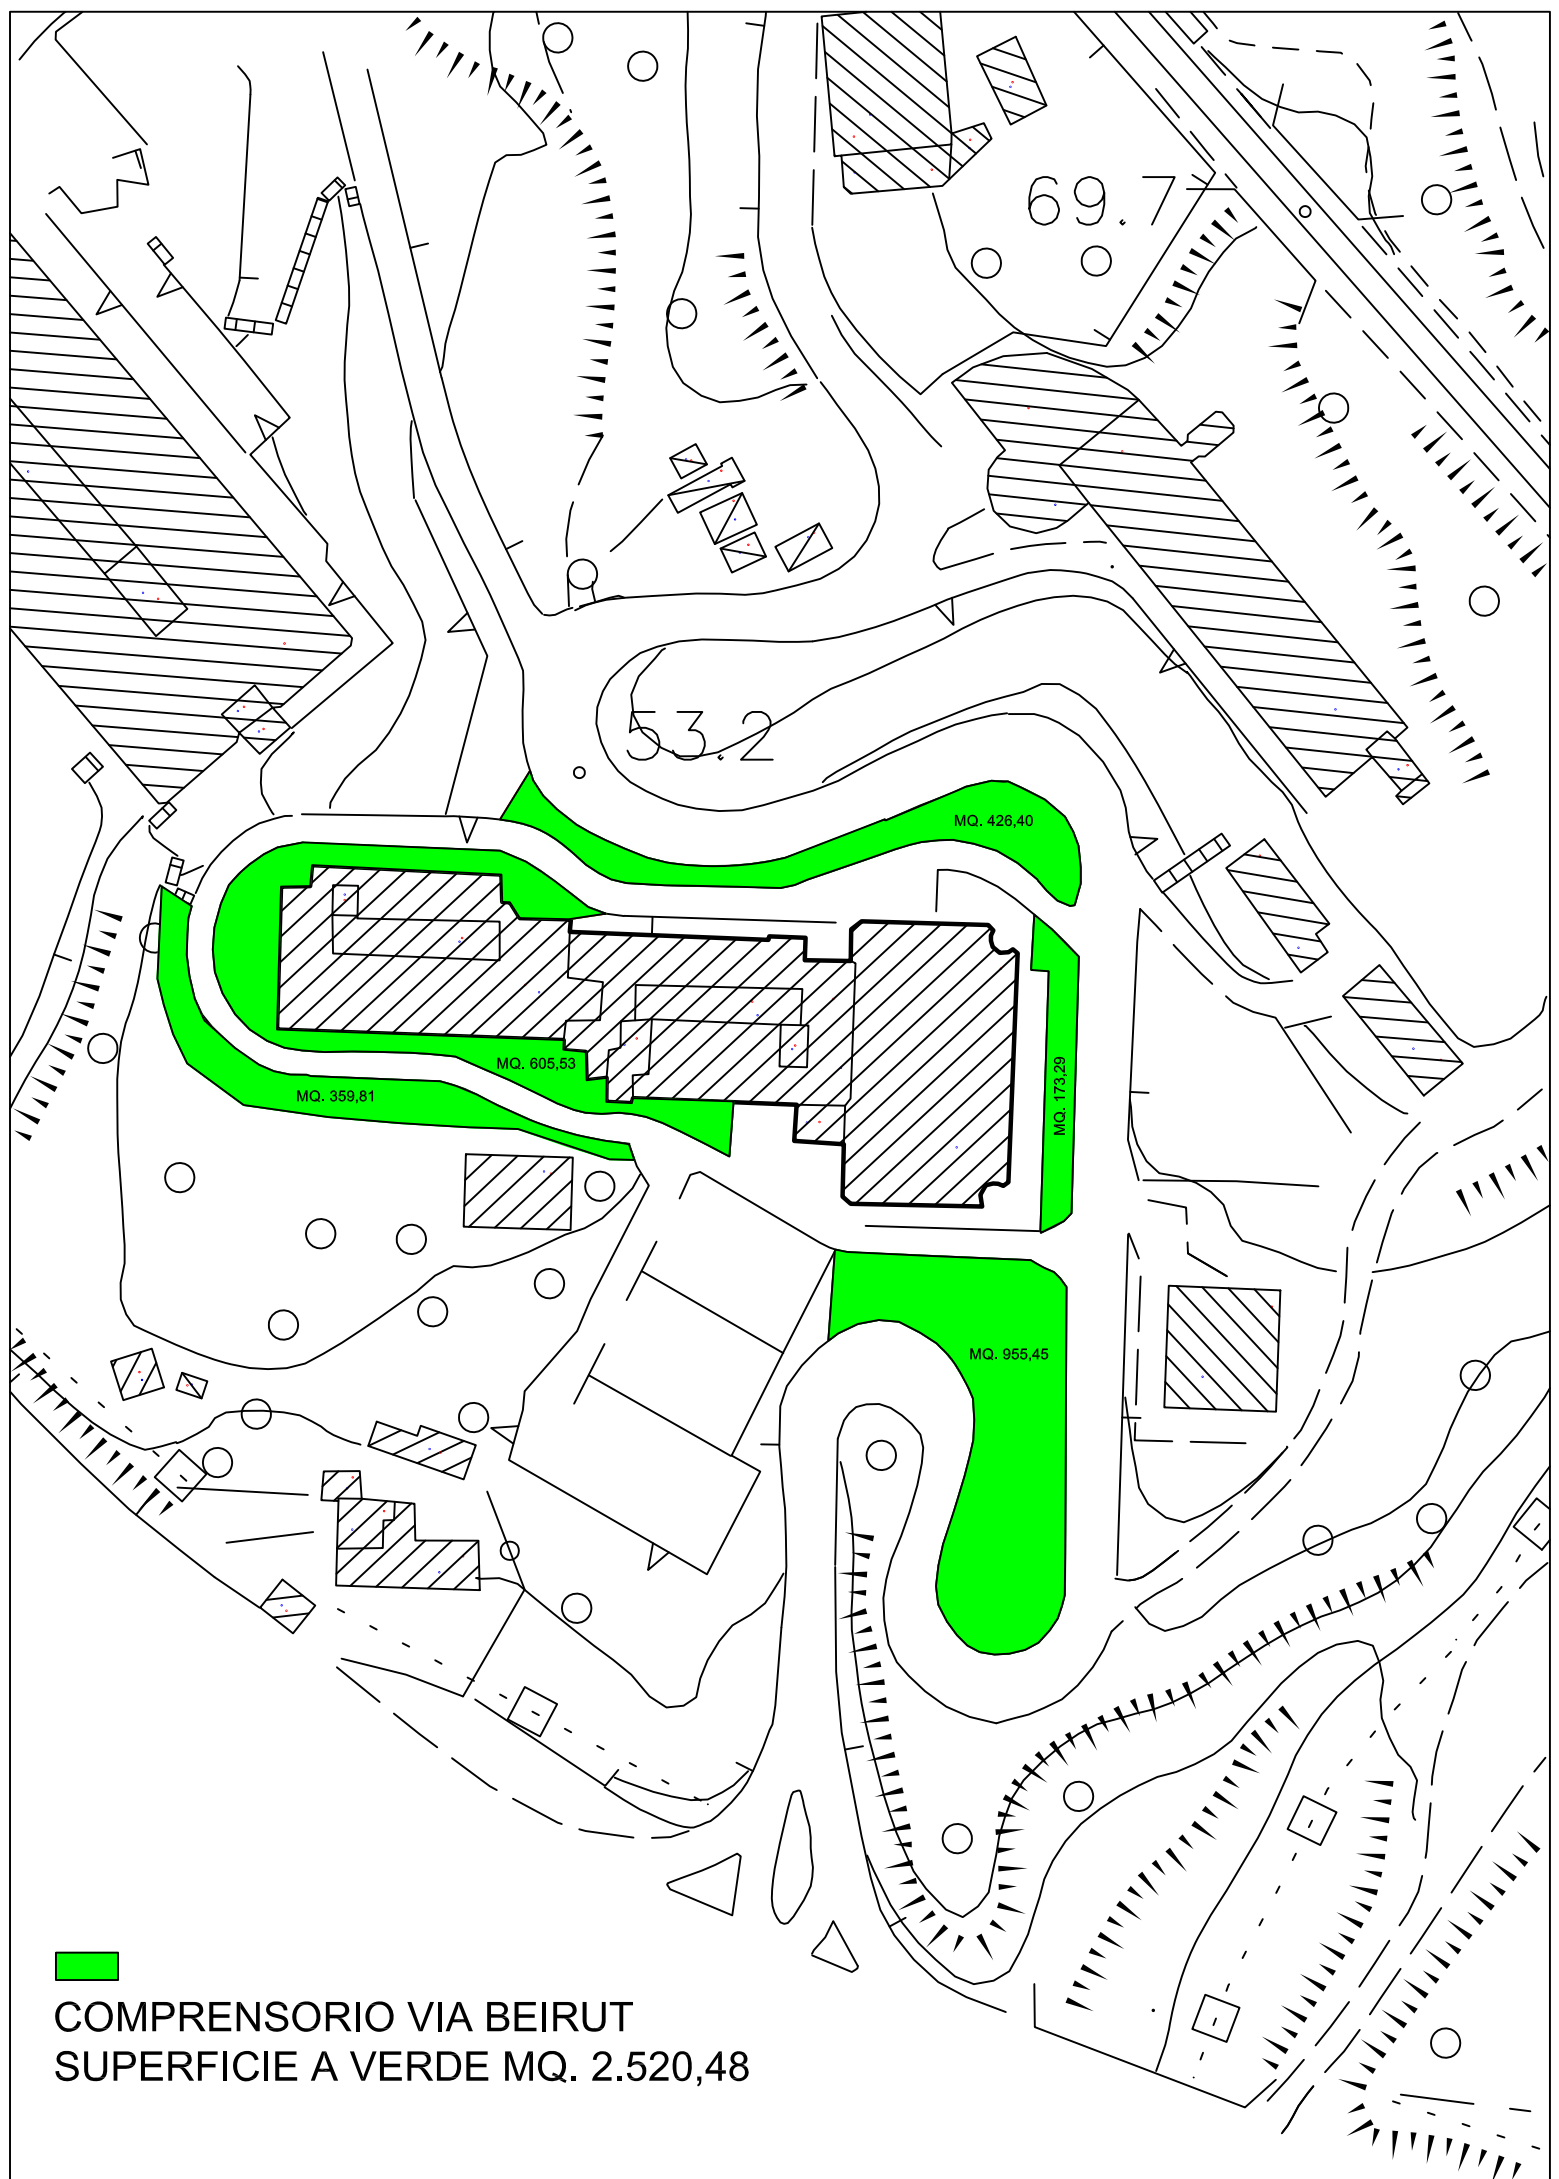 69.7
53.2
MQ. 426,40
MQ. 605,53
MQ. 359,81
MQ. 173,29
MQ. 955,45
COMPRENSORIO VIA BEIRUT
SUPERFICIE A VERDE MQ. 2.520,48